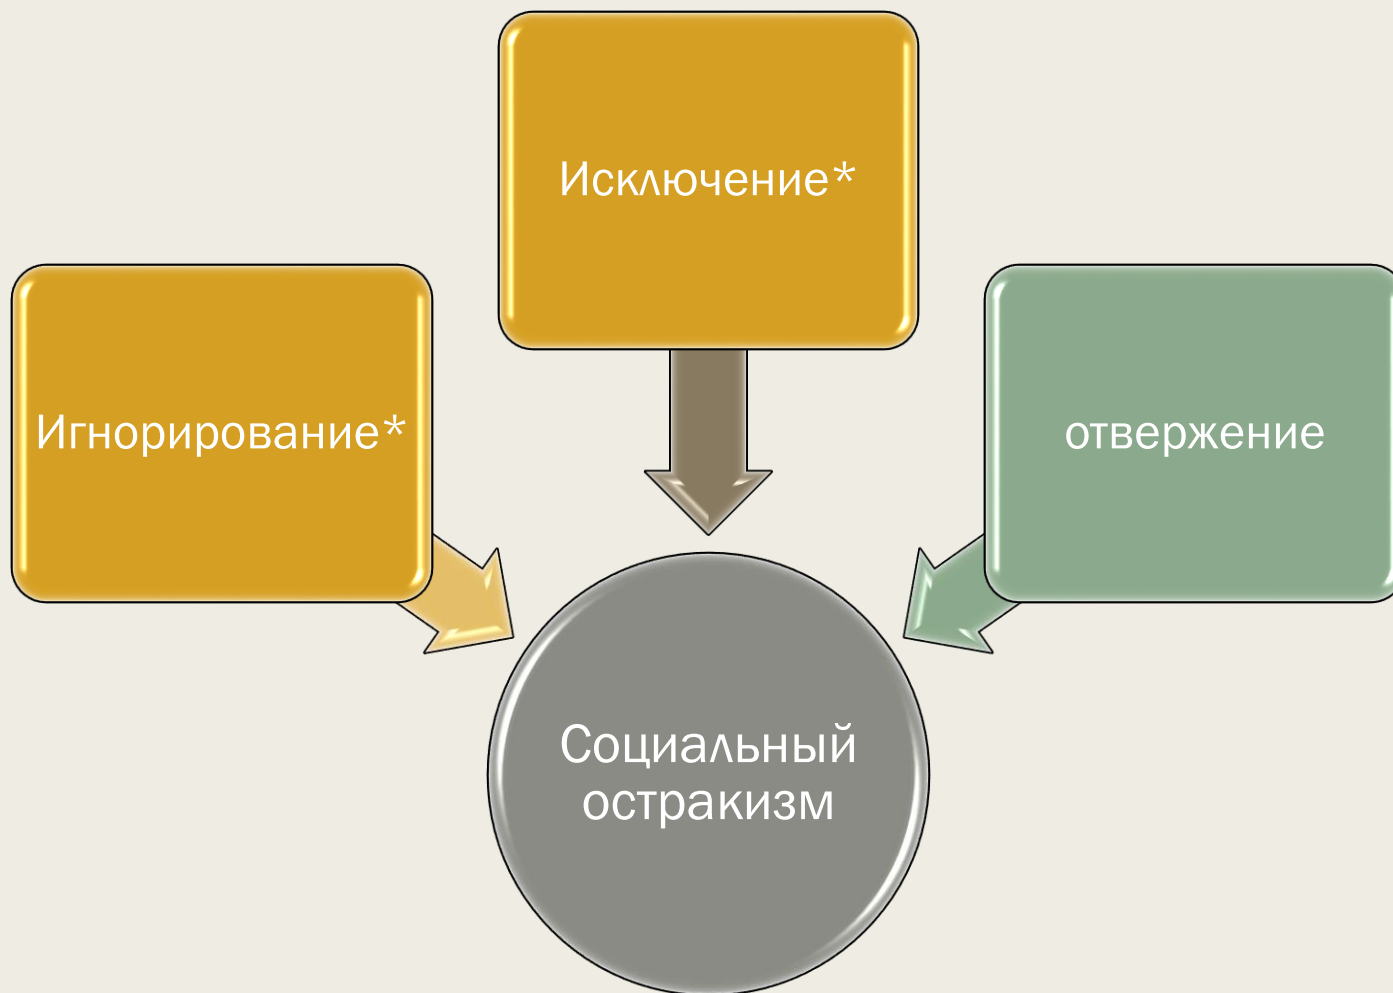 Исключение*
Игнорирование*
отвержение
Социальный
остракизм